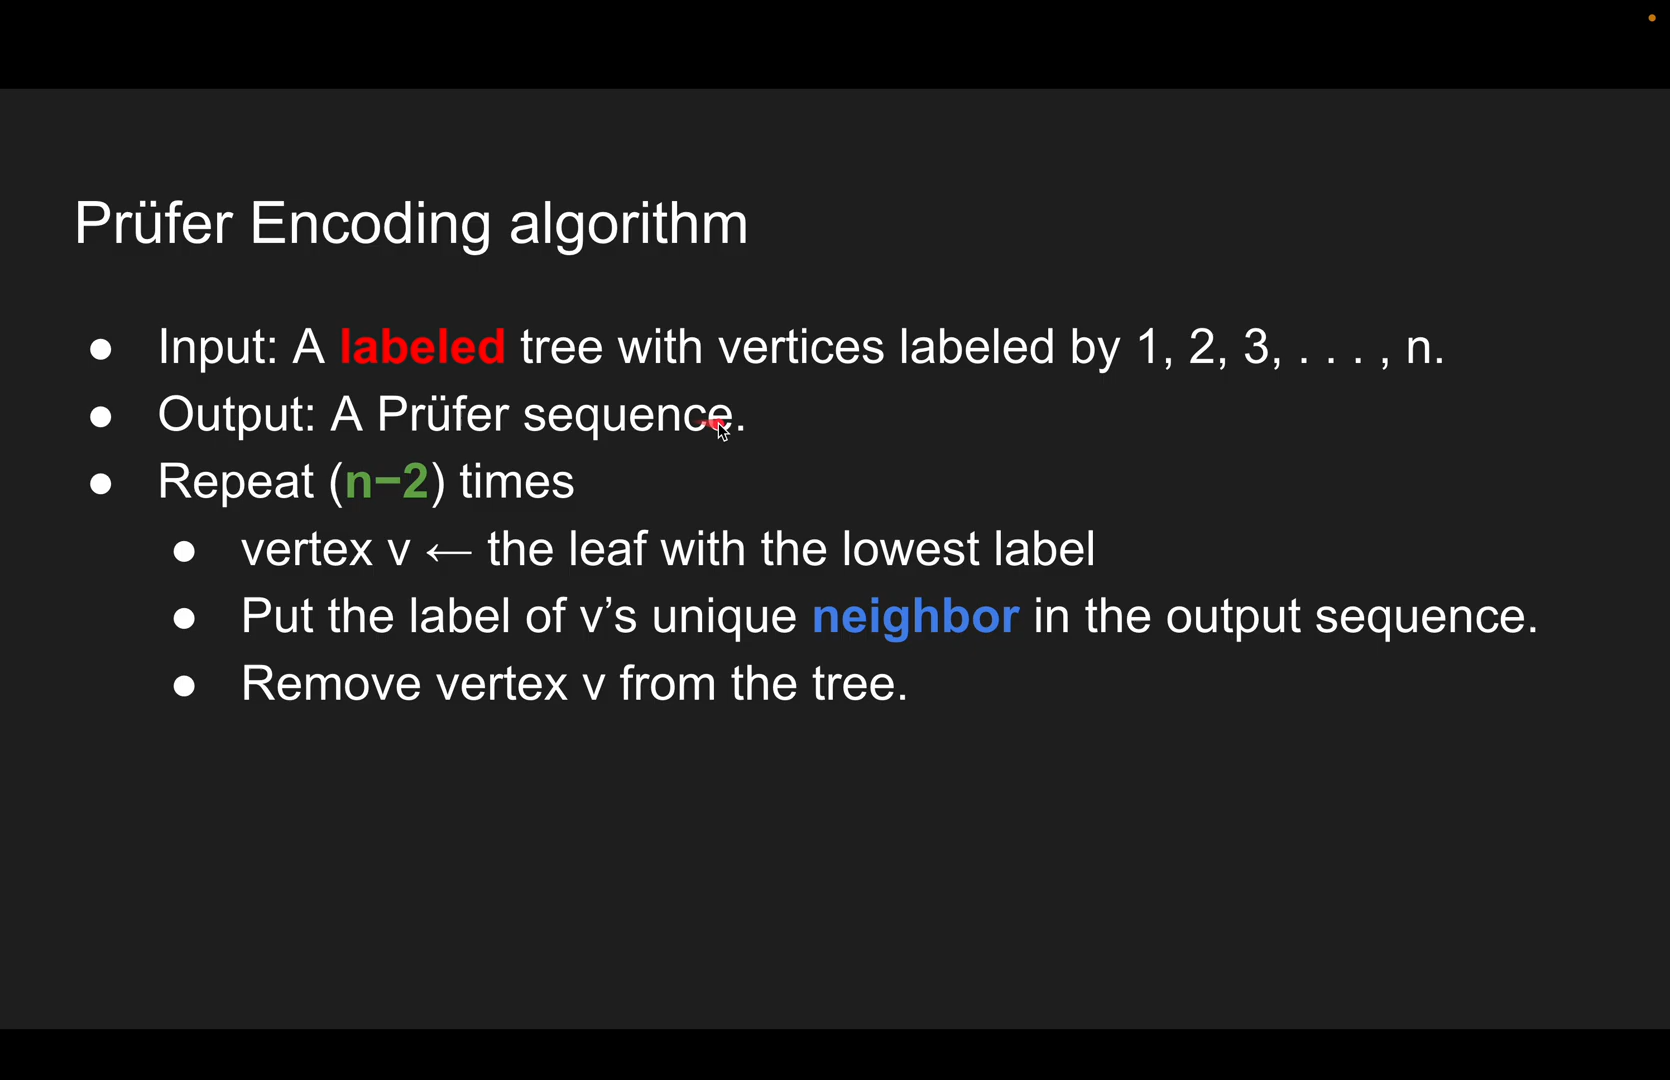 Prüfer Encoding algorithm
● Input: A labeled tree with vertices labeled by 1, 2, 3, . . . . , n.
● Output: A Prüfer sequence.
● Repeat (n−2) times
● vertex v ← the leaf with the lowest label
● Put the label of v’s unique neighbor in the output sequence.
● Remove vertex v from the tree.